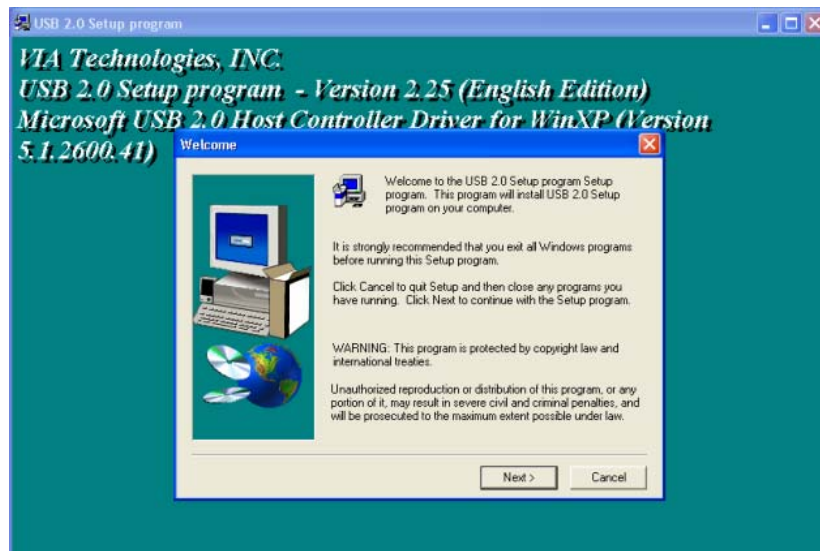 USB 2.0 Setup program
VIA Technologies, INC.
USB 2.0 Setup program - Version 2.25 (English Edition)
Microsoft USB 2.0 Host Controller Driver for WinXP (Version
5.1.2600.41)
Welcome
Welcome to the USB 2.0 Setup program Setup
program. This program will install USB 2.0 Setup
program on your computer.
It is strongly recommended that you exit all Windows programs
before running this Setup program.
Click Cancel to quit Setup and then close any programs you
have running. Click Next to continue with the Setup program.
WARNING: This program is protected by copyright law and
international treaties.
Unauthorized reproduction or distribution of this program, or any
portion of it, may result in severe civil and criminal penalties, and
will be prosecuted to the maximum extent possible under law.
Next >
Cancel